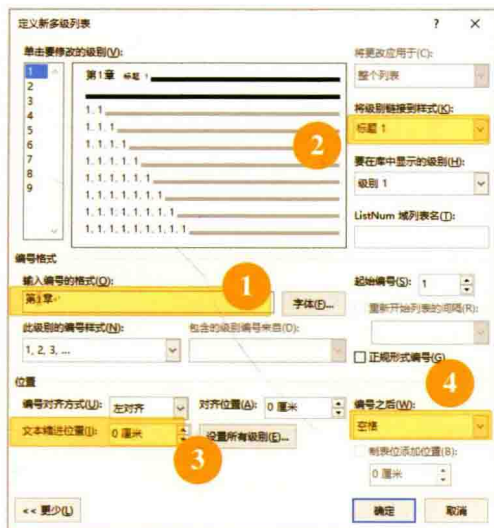 定义新多级列表 ? ×
单击要修改的级别(V): 将更改应用于(C):
1 第1章 标题 1 整个列表
2
3 1.1 将级别链接到样式(K):
4 1.1.1 2 标题 1
5 1.1.1.1
6 1.1.1.1.1 要在库中显示的级别(H):
7 1.1.1.1.1.1 级别 1
8 1.1.1.1.1.1.1
9 1.1.1.1.1.1.1.1 ListNum 域列表名(T):
1.1.1.1.1.1.1.1.1
编号格式
输入编号的格式(O): 1 起始编号(S): 1
第1章 字体(F)...
重新开始列表的间隔(R):
此级别的编号样式(N): 包含的级别编号来自(D):
1, 2, 3, ... 正规形式编号(G)
位置 4
编号对齐方式(U): 左对齐 对齐位置(A): 0 厘米 编号之后(W):
文本缩进位置(I): 0 厘米 3 设置所有级别(E)... 空格
制表位添加位置(B):
0 厘米
<< 更少(L) 确定 取消